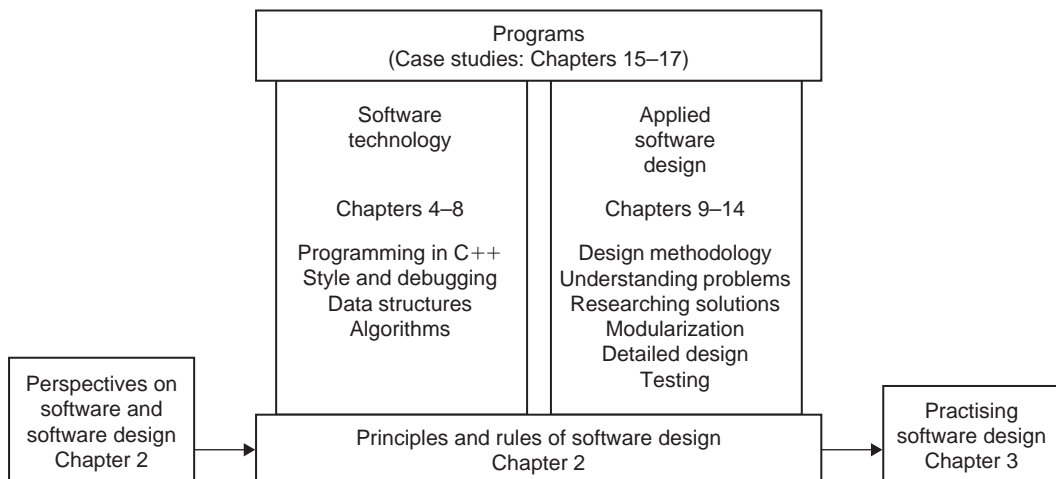 Programs
(Case studies: Chapters 15–17)
Software
technology
Chapters 4–8
Programming in C++
Style and debugging
Data structures
Algorithms
Applied
software
design
Chapters 9–14
Design methodology
Understanding problems
Researching solutions
Modularization
Detailed design
Testing
Perspectives on
software and
software design
Chapter 2
Principles and rules of software design
Chapter 2
Practising
software design
Chapter 3